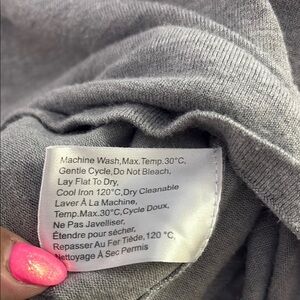 Machine Wash,Max.Temp.30°C,
Gentle Cycle,Do Not Bleach,
Lay Flat To Dry,
Cool Iron 120°C,Dry Cleanable
Laver À La Machine,
Temp.Max.30°C,Cycle Doux,
Ne Pas Javelliser,
Étendre pour sécher,
Repasser Au Fer Tiède,120 °C,
Nettoyage À Sec Permis